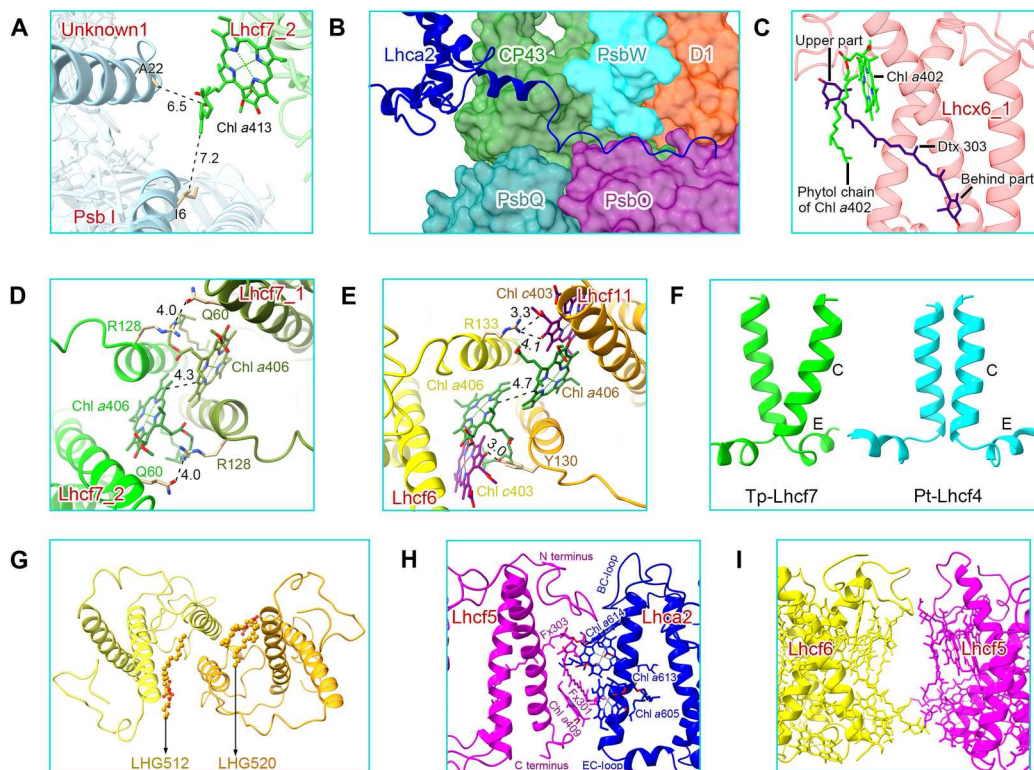 A
Unknown1
Lhcf7_2
A22
6.5
Chl a413
7.2
I6
Psb I
B
Lhca2
CP43
PsbW
D1
PsbQ
PsbO
C
Upper part
Chl a402
Lhcx6_1
Dtx 303
Behind part
Phytol chain
of Chl a402
D
Lhcf7_1
4.0
Q60
R128
Chl a406
4.3
Chl a406
Q60
R128
4.0
Lhcf7_2
E
Chl c403
Lhcf11
R133
3.3
4.1
Chl a406
4.7
Chl a406
3.0
Y130
Lhcf6
Chl c403
F
C
C
E
E
Tp-Lhcf7
Pt-Lhcf4
G
LHG512
LHG520
H
N terminus
BC-loop
Lhcf5
Lhca2
Fx303
Chl a614
Chl a613
Fx301
Chl a409
Chl a605
C terminus
EC-loop
I
Lhcf6
Lhcf5